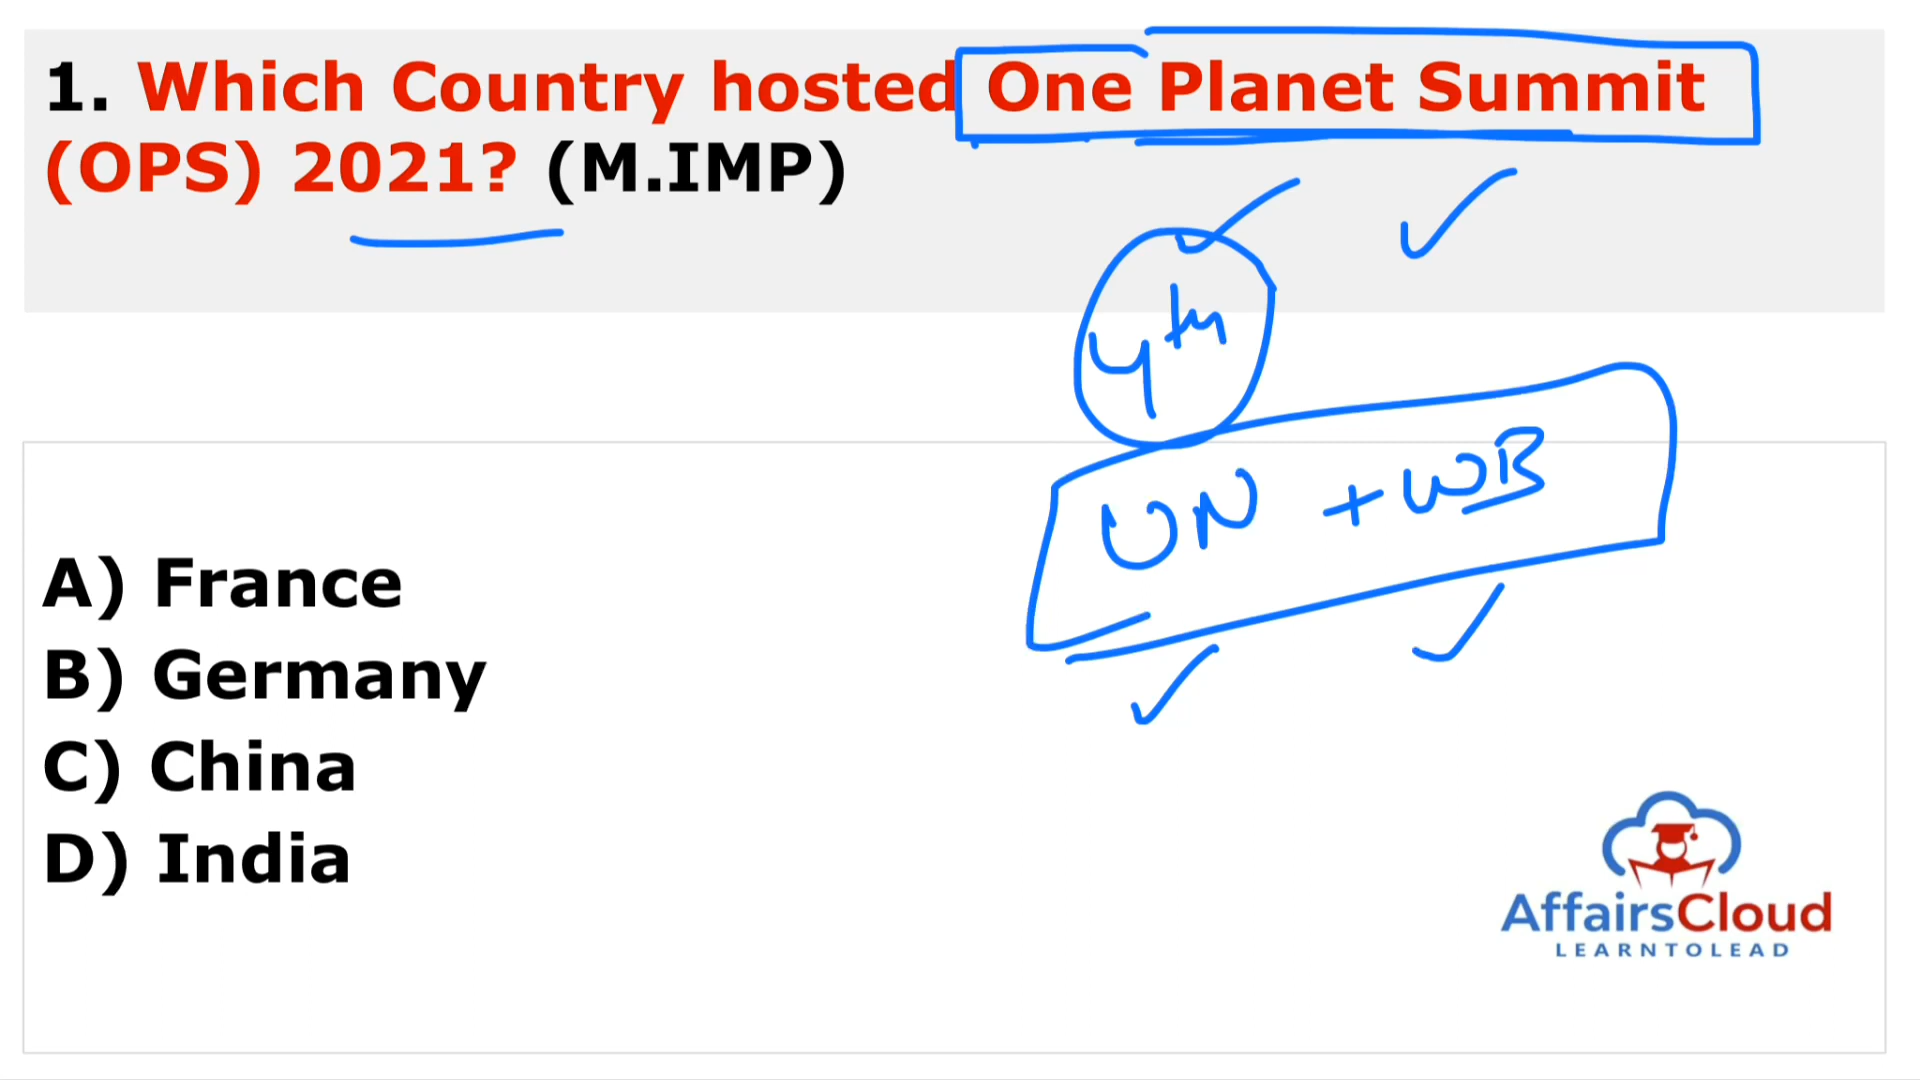 1. Which Country hosted One Planet Summit
(OPS) 2021? (M.IMP)
4th
UN + WB
A) France
B) Germany
C) China
D) India
AffairsCloud
LEARNTOLEAD